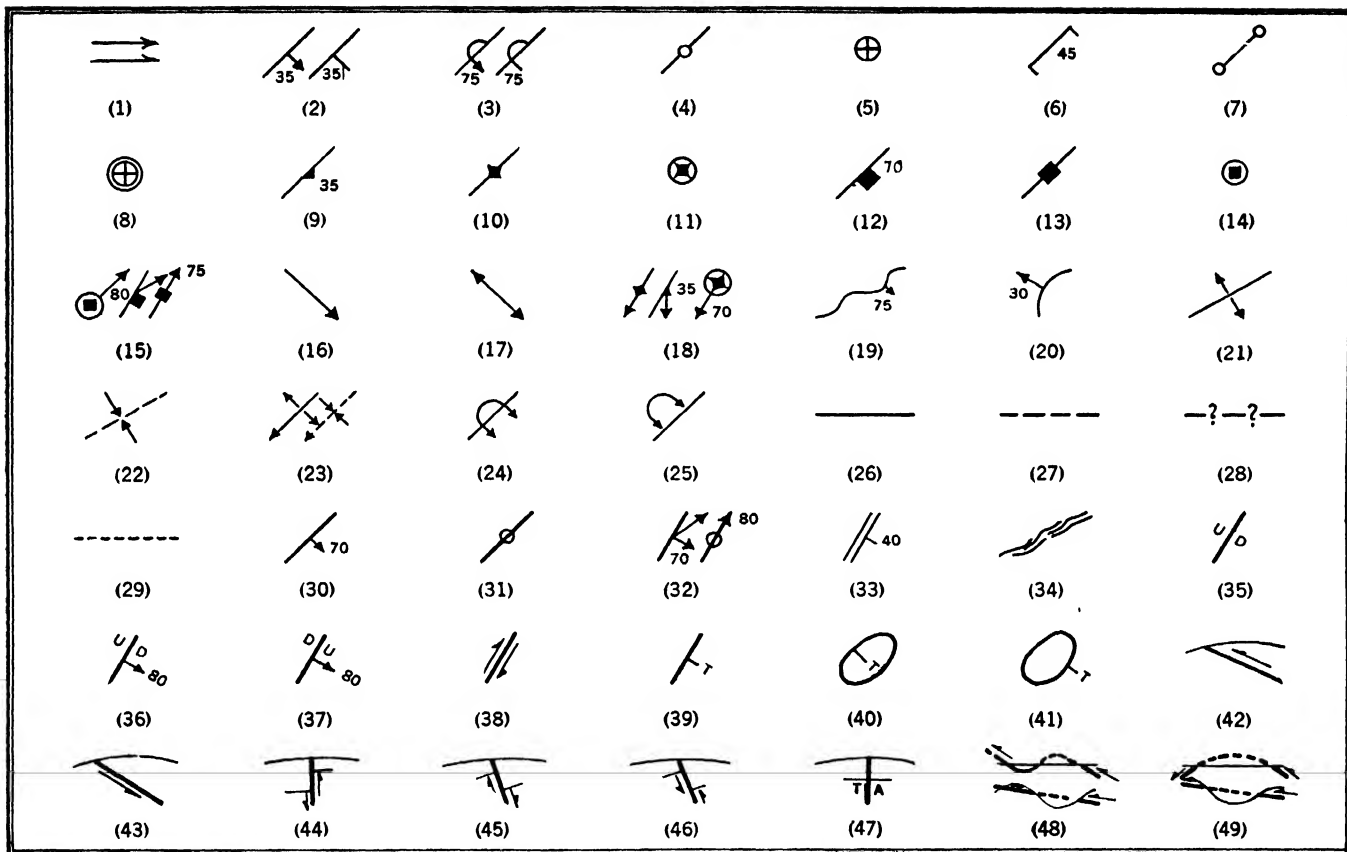 35 35 75 75 45
(1) (2) (3) (4) (5) (6) (7)
35 70
(8) (9) (10) (11) (12) (13) (14)
80 75 35 70 75 30
(15) (16) (17) (18) (19) (20) (21)
? ?
(22) (23) (24) (25) (26) (27) (28)
70 70 80 40 U D
(29) (30) (31) (32) (33) (34) (35)
U D 80 D U 80 T T T
(36) (37) (38) (39) (40) (41) (42)
T A
(43) (44) (45) (46) (47) (48) (49)